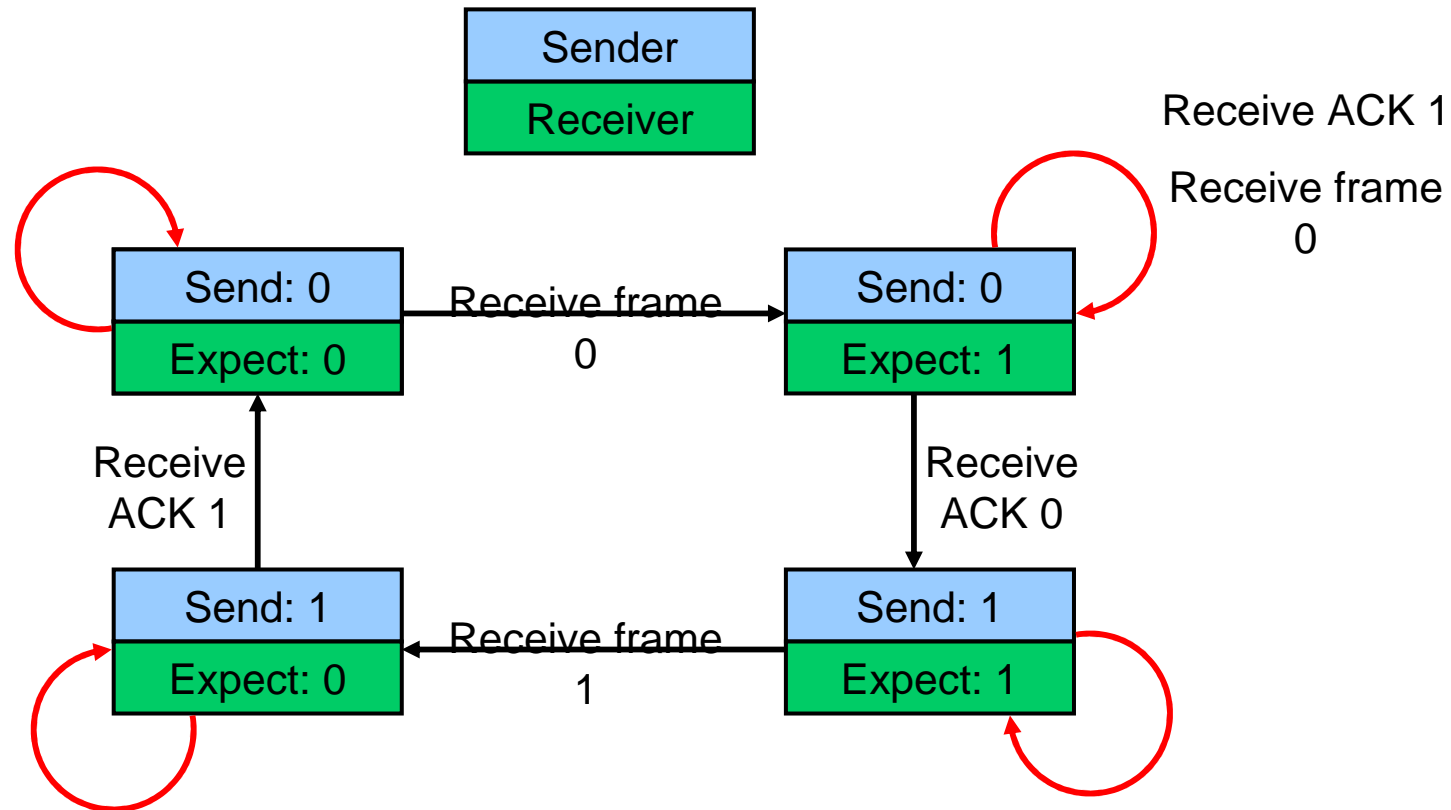 Sender
Receiver
Receive ACK 1
Receive frame
0
Send: 0
Expect: 0
Receive frame
0
Send: 0
Expect: 1
Receive
ACK 1
Receive
ACK 0
Send: 1
Expect: 0
Receive frame
1
Send: 1
Expect: 1